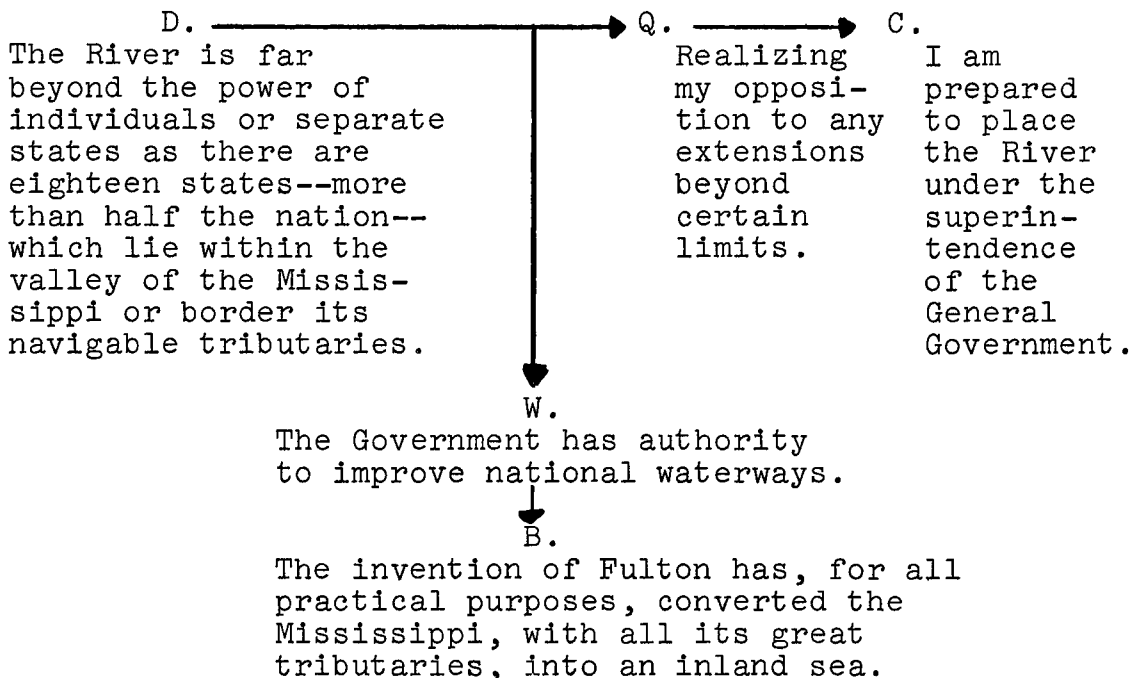 D. Q. C.
The River is far
beyond the power of
individuals or separate
states as there are
eighteen states--more
than half the nation--
which lie within the
valley of the Missis-
sippi or border its
navigable tributaries.
Realizing
my opposi-
tion to any
extensions
beyond
certain
limits.
I am
prepared
to place
the River
under the
superin-
tendence
of the
General
Government.
W.
The Government has authority
to improve national waterways.
B.
The invention of Fulton has, for all
practical purposes, converted the
Mississippi, with all its great
tributaries, into an inland sea.